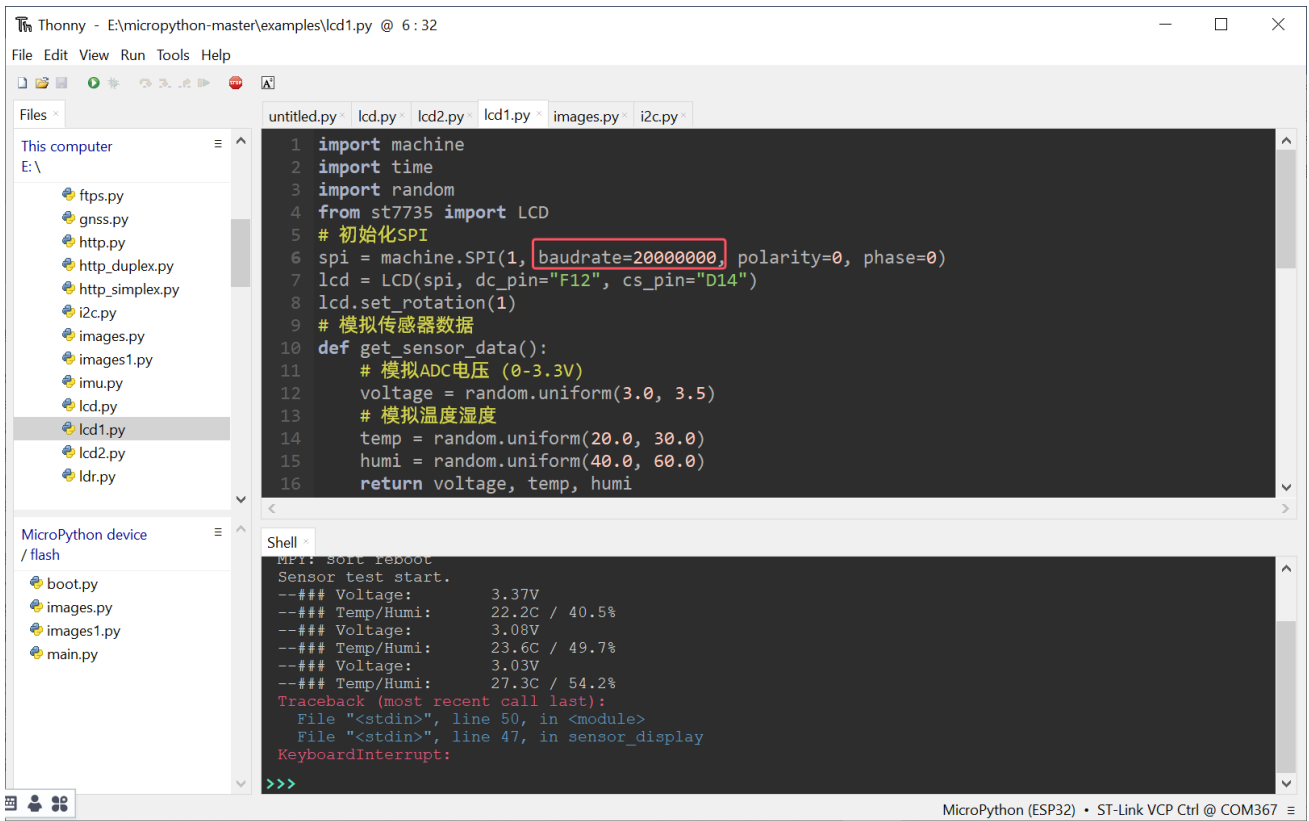 Thonny - E:\micropython-master\examples\lcd1.py @ 6 : 32
File Edit View Run Tools Help
Files
This computer
E: \
ftps.py
gnss.py
http.py
http_duplex.py
http_simplex.py
i2c.py
images.py
images1.py
imu.py
lcd.py
lcd1.py
lcd2.py
ldr.py
MicroPython device
/ flash
boot.py
images.py
images1.py
main.py
untitled.py lcd.py lcd2.py lcd1.py images.py i2c.py
1 import machine
2 import time
3 import random
4 from st7735 import LCD
5 # 初始化SPI
6 spi = machine.SPI(1, baudrate=20000000, polarity=0, phase=0)
7 lcd = LCD(spi, dc_pin="F12", cs_pin="D14")
8 lcd.set_rotation(1)
9 # 模拟传感器数据
10 def get_sensor_data():
11 # 模拟ADC电压 (0-3.3V)
12 voltage = random.uniform(3.0, 3.5)
13 # 模拟温度湿度
14 temp = random.uniform(20.0, 30.0)
15 humi = random.uniform(40.0, 60.0)
16 return voltage, temp, humi
Shell
MPY: soft reboot
Sensor test start.
--### Voltage: 3.37V
--### Temp/Humi: 22.2C / 40.5%
--### Voltage: 3.08V
--### Temp/Humi: 23.6C / 49.7%
--### Voltage: 3.03V
--### Temp/Humi: 27.3C / 54.2%
Traceback (most recent call last):
File "<stdin>", line 50, in <module>
File "<stdin>", line 47, in sensor_display
KeyboardInterrupt:
>>>
MicroPython (ESP32) • ST-Link VCP Ctrl @ COM367 ≡